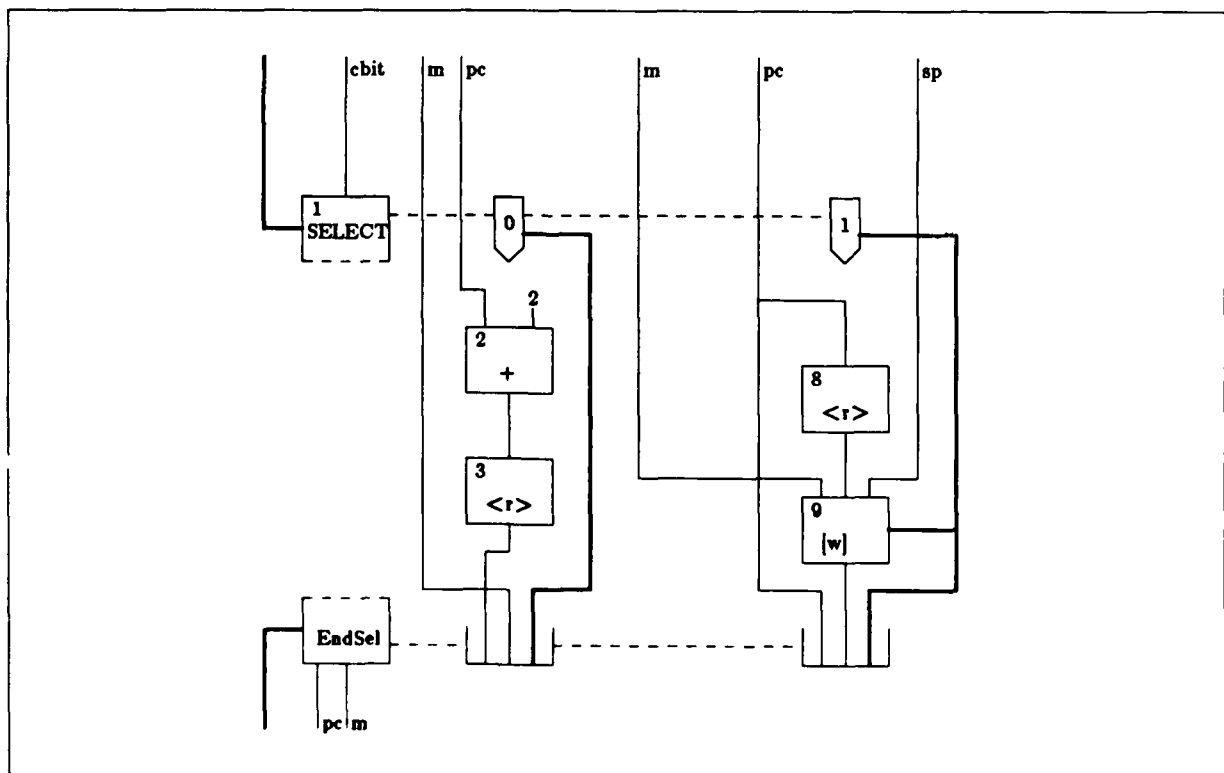 cbit m pc m pc sp
1
SELECT
0
1
2
2
+
8
<r>
3
<r>
9
[w]
EndSel
pc m